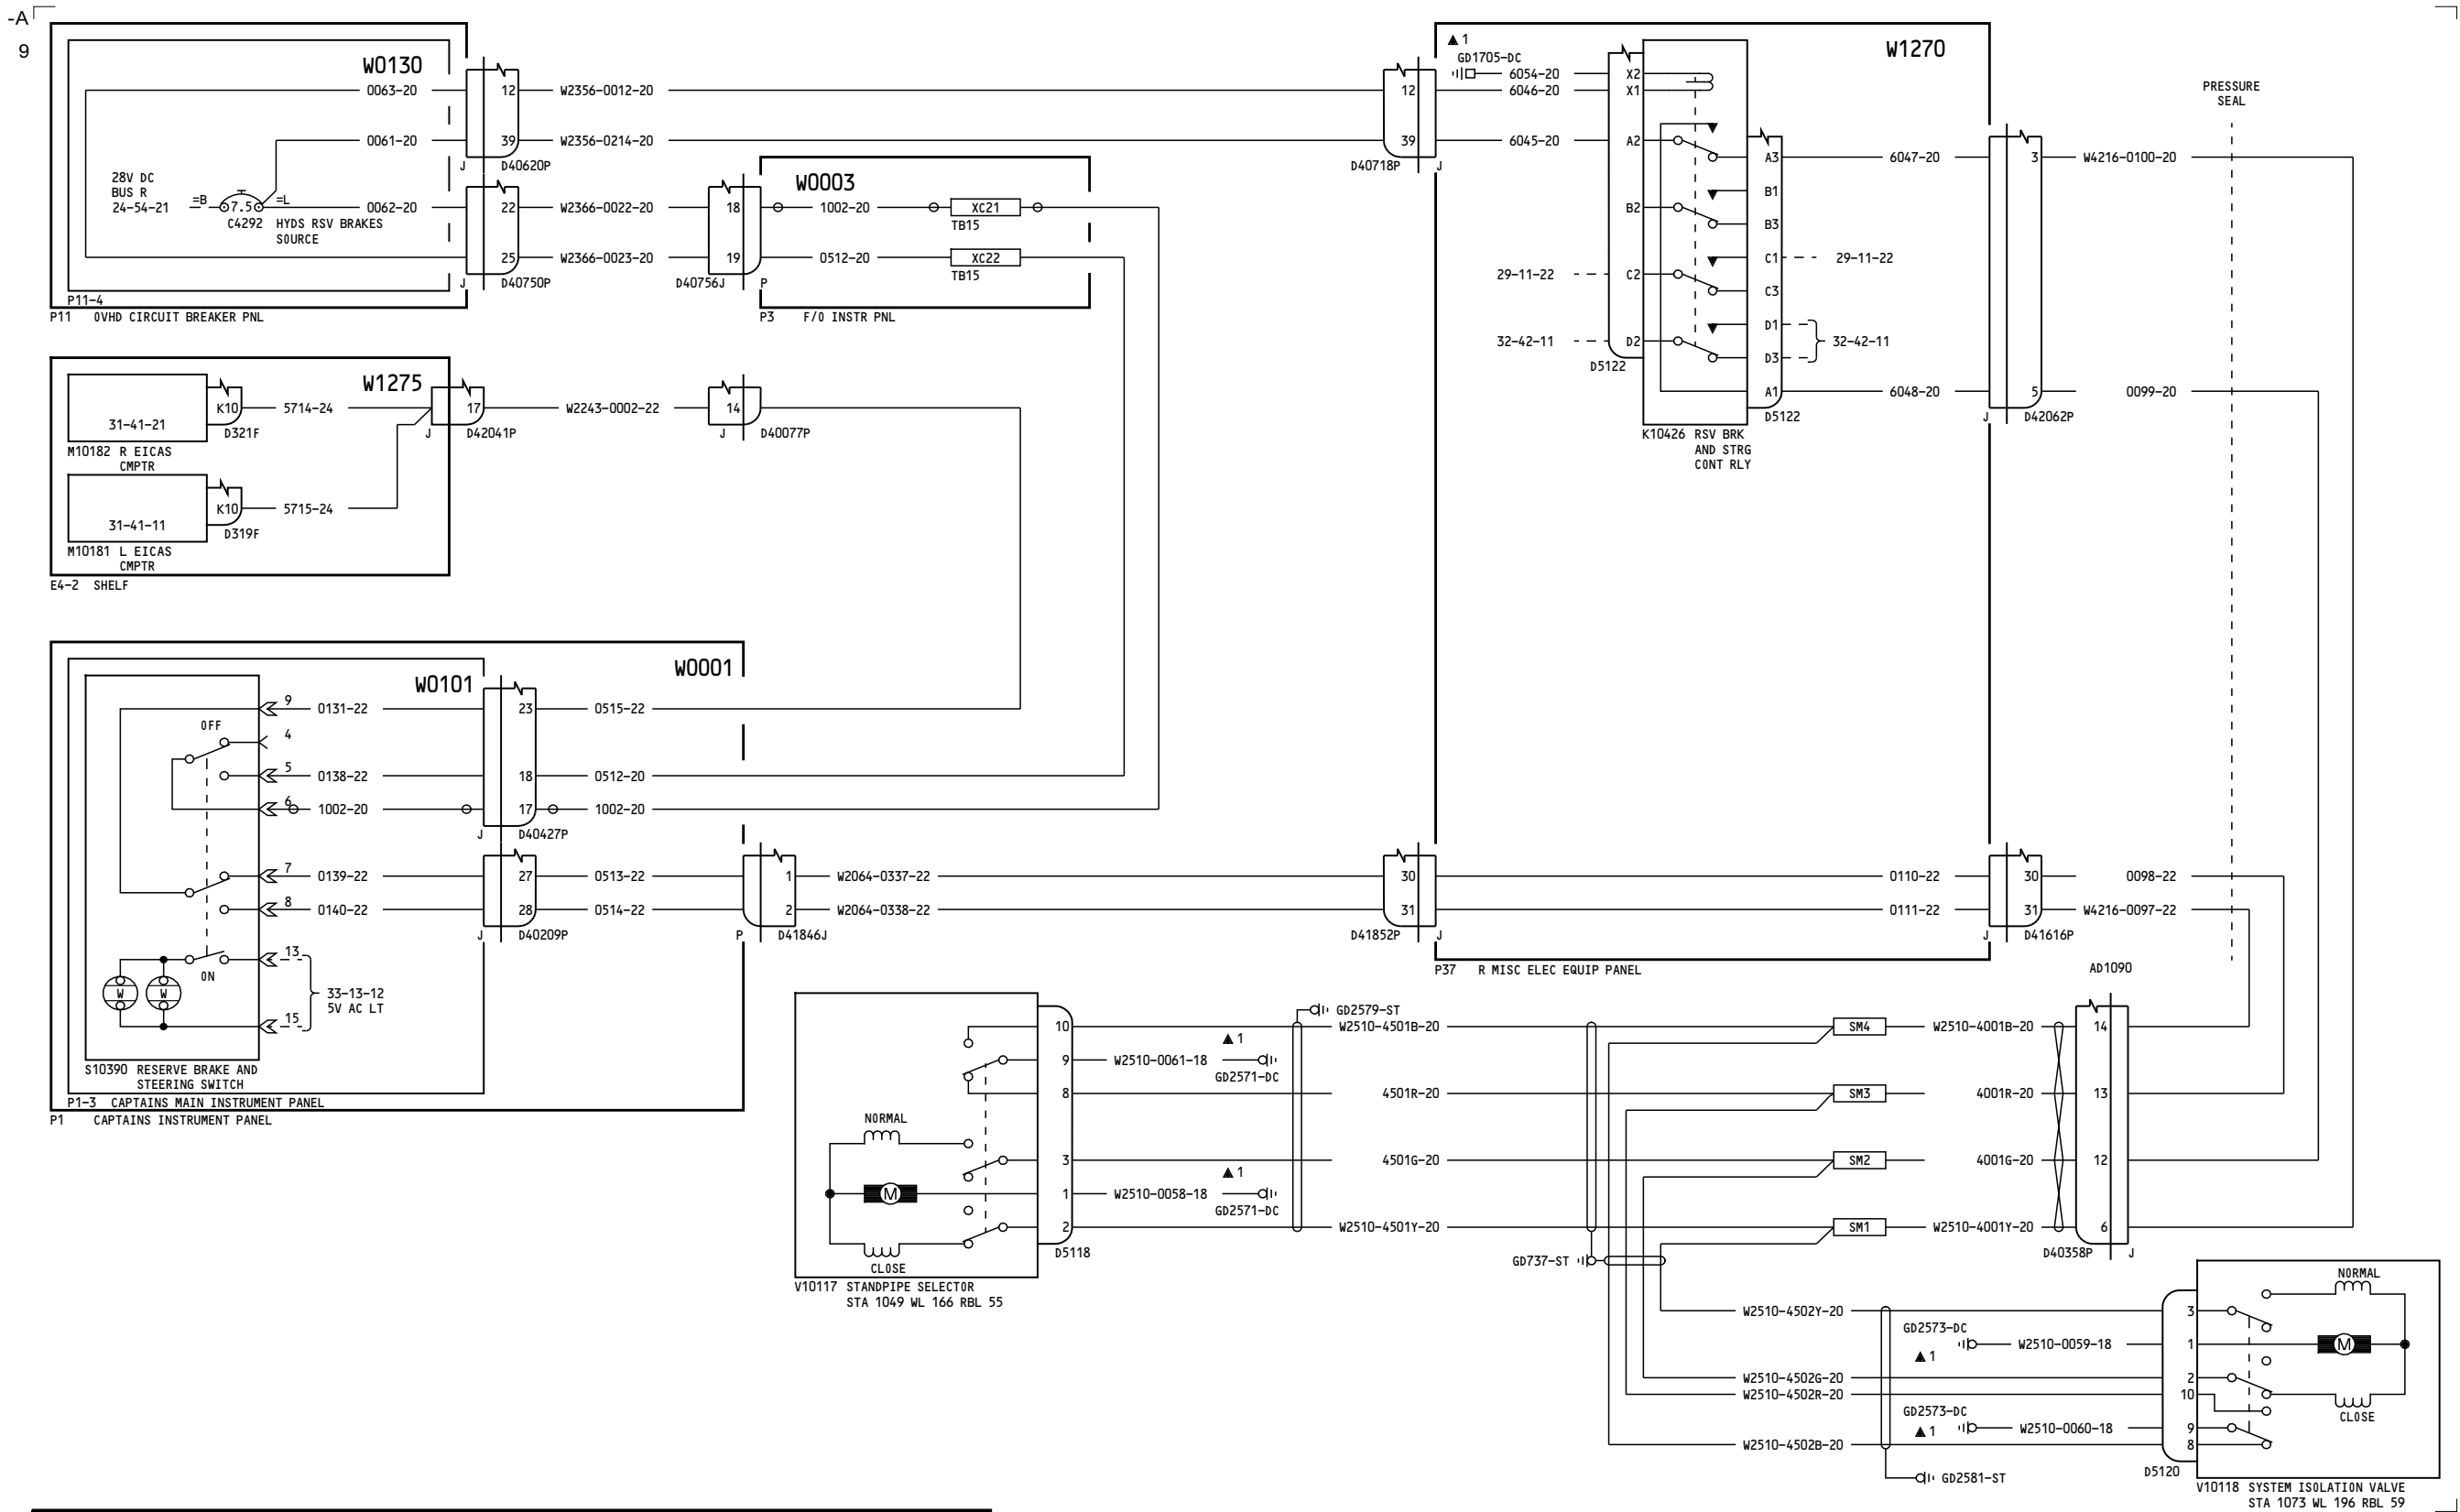 -A
9
W0130
0063-20
12
W2356-0012-20
12
0061-20
39
W2356-0214-20
39
J
D40620P
D40718P
J
28V DC
BUS R
24-54-21
=B
7.5
=L
C4292 HYDS RSV BRAKES
SOURCE
0062-20
22
W2366-0022-20
18
25
W2366-0023-20
19
J
D40750P
D40756J
P
W0003
1002-20
XC21
TB15
0512-20
XC22
TB15
P11-4
P11 OVHD CIRCUIT BREAKER PNL
P3 F/O INSTR PNL
▲ 1
GD1705-DC
6054-20
6046-20
6045-20
W1270
X2
X1
A2
B2
C2
D2
29-11-22
32-42-11
D5122
A3
B1
B3
C1
C3
D1
D3
A1
29-11-22
32-42-11
D5122
K10426 RSV BRK
AND STRG
CONT RLY
6047-20
3
W4216-0100-20
6048-20
5
0099-20
J
D42062P
PRESSURE
SEAL
W1275
31-41-21
K10
5714-24
D321F
M10182 R EICAS
CMPTR
31-41-11
K10
5715-24
D319F
M10181 L EICAS
CMPTR
E4-2 SHELF
17
J
D42041P
W2243-0002-22
14
J
D40077P
W0001
W0101
OFF
9
0131-22
23
0515-22
4
5
0138-22
18
0512-20
6
1002-20
17
1002-20
J
D40427P
7
0139-22
27
0513-22
1
W2064-0337-22
30
0110-22
30
0098-22
8
0140-22
28
0514-22
2
W2064-0338-22
31
0111-22
31
W4216-0097-22
J
D40209P
P
D41846J
D41852P
J
J
D41616P
ON
13
W
W
33-13-12
5V AC LT
15
S10390 RESERVE BRAKE AND
STEERING SWITCH
P1-3 CAPTAINS MAIN INSTRUMENT PANEL
P1 CAPTAINS INSTRUMENT PANEL
P37 R MISC ELEC EQUIP PANEL
AD1090
GD2579-ST
10
W2510-4501B-20
SM4
W2510-4001B-20
14
▲ 1
9
W2510-0061-18
GD2571-DC
8
4501R-20
SM3
4001R-20
13
NORMAL
3
4501G-20
SM2
4001G-20
12
▲ 1
M
1
W2510-0058-18
GD2571-DC
2
W2510-4501Y-20
SM1
W2510-4001Y-20
6
CLOSE
D5118
D40358P
J
V10117 STANDPIPE SELECTOR
STA 1049 WL 166 RBL 55
GD737-ST
NORMAL
W2510-4502Y-20
3
GD2573-DC
W2510-0059-18
1
M
▲ 1
W2510-4502G-20
2
W2510-4502R-20
10
GD2573-DC
CLOSE
▲ 1
W2510-0060-18
9
W2510-4502B-20
8
D5120
GD2581-ST
V10118 SYSTEM ISOLATION VALVE
STA 1073 WL 196 RBL 59